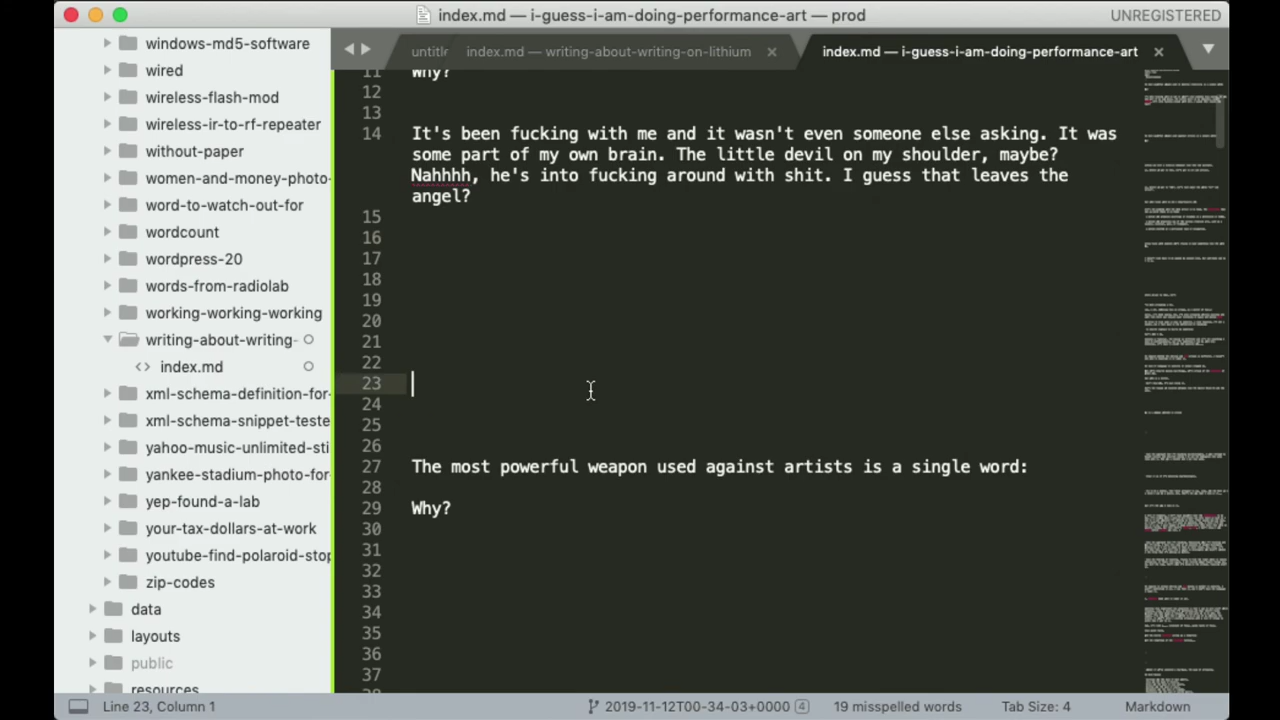 index.md — i-guess-i-am-doing-performance-art — prod
UNREGISTERED
windows-md5-software
wired
wireless-flash-mod
wireless-ir-to-rf-repeater
without-paper
women-and-money-photo-
word-to-watch-out-for
wordcount
wordpress-20
words-from-radiolab
working-working-working
writing-about-writing-
index.md
xml-schema-definition-for-
xml-schema-snippet-teste
yahoo-music-unlimited-sti
yankee-stadium-photo-for-
yep-found-a-lab
your-tax-dollars-at-work
youtube-find-polaroid-stop
zip-codes
data
layouts
public
resources
untitle
index.md — writing-about-writing-on-lithium
index.md — i-guess-i-am-doing-performance-art
11 Why?
12
13
14 It's been fucking with me and it wasn't even someone else asking. It was
some part of my own brain. The little devil on my shoulder, maybe?
Nahhhh, he's into fucking around with shit. I guess that leaves the
angel?
15
16
17
18
19
20
21
22
23
24
25
26
27 The most powerful weapon used against artists is a single word:
28
29 Why?
30
31
32
33
34
35
36
37
Line 23, Column 1
2019-11-12T00-34-03+0000 4
19 misspelled words
Tab Size: 4
Markdown